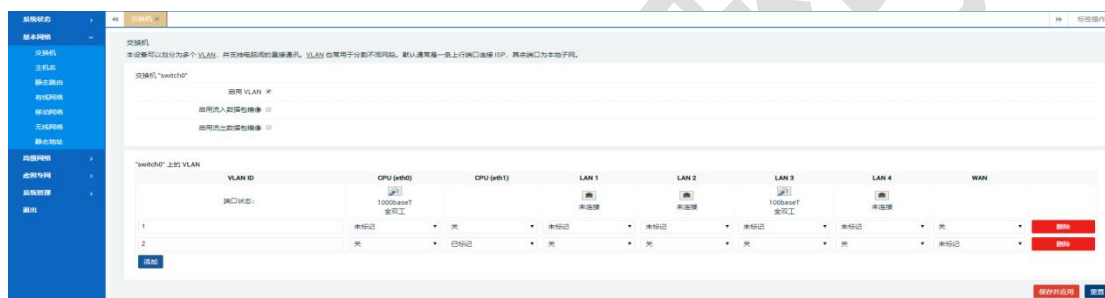 系统状态
基本网络
交换机
主机名
静态路由
有线网络
移动网络
无线网络
静态地址
高级网络
虚拟专网
系统管理
退出
交换机
标签操作
交换机
本设备可以划分为多个 VLAN，并支持电脑间的直接通讯。VLAN 也常用于分割不同网段。默认通常是一条上行端口连接 ISP，其余端口为本地子网。
交换机 "switch0"
启用 VLAN
启用流入数据包镜像
启用流出数据包镜像
"switch0" 上的 VLAN
VLAN ID CPU (eth0) CPU (eth1) LAN 1 LAN 2 LAN 3 LAN 4 WAN
端口状态: 1000baseT 全双工 未连接 未连接 100baseT 全双工 未连接
1 未标记 关 未标记 未标记 未标记 未标记 关 删除
2 关 已标记 关 关 关 关 未标记 删除
添加
保存并应用 重置